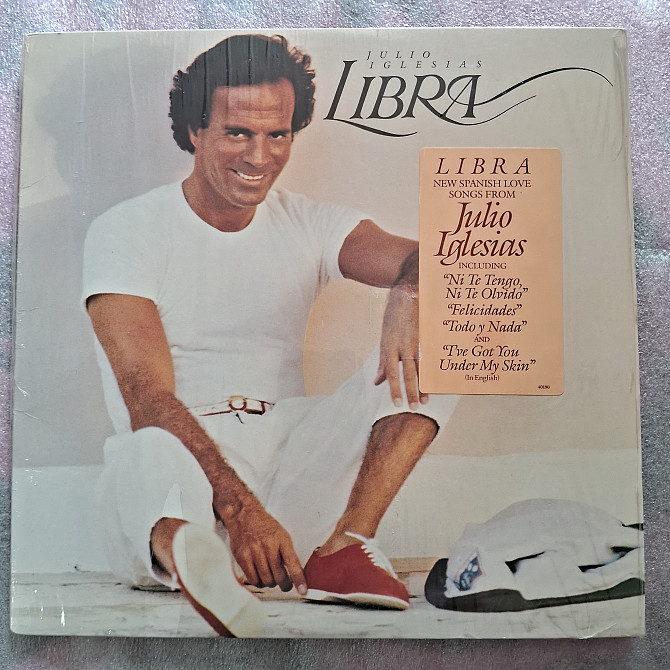 JULIO
IGLESIAS
LIBRA
LIBRA
NEW SPANISH LOVE
SONGS FROM
Julio
Iglesias
INCLUDING
“Ni Te Tengo,
Ni Te Olvido”
“Felicidades”
“Todo y Nada”
AND
“I've Got You
Under My Skin”
(In English)
40180